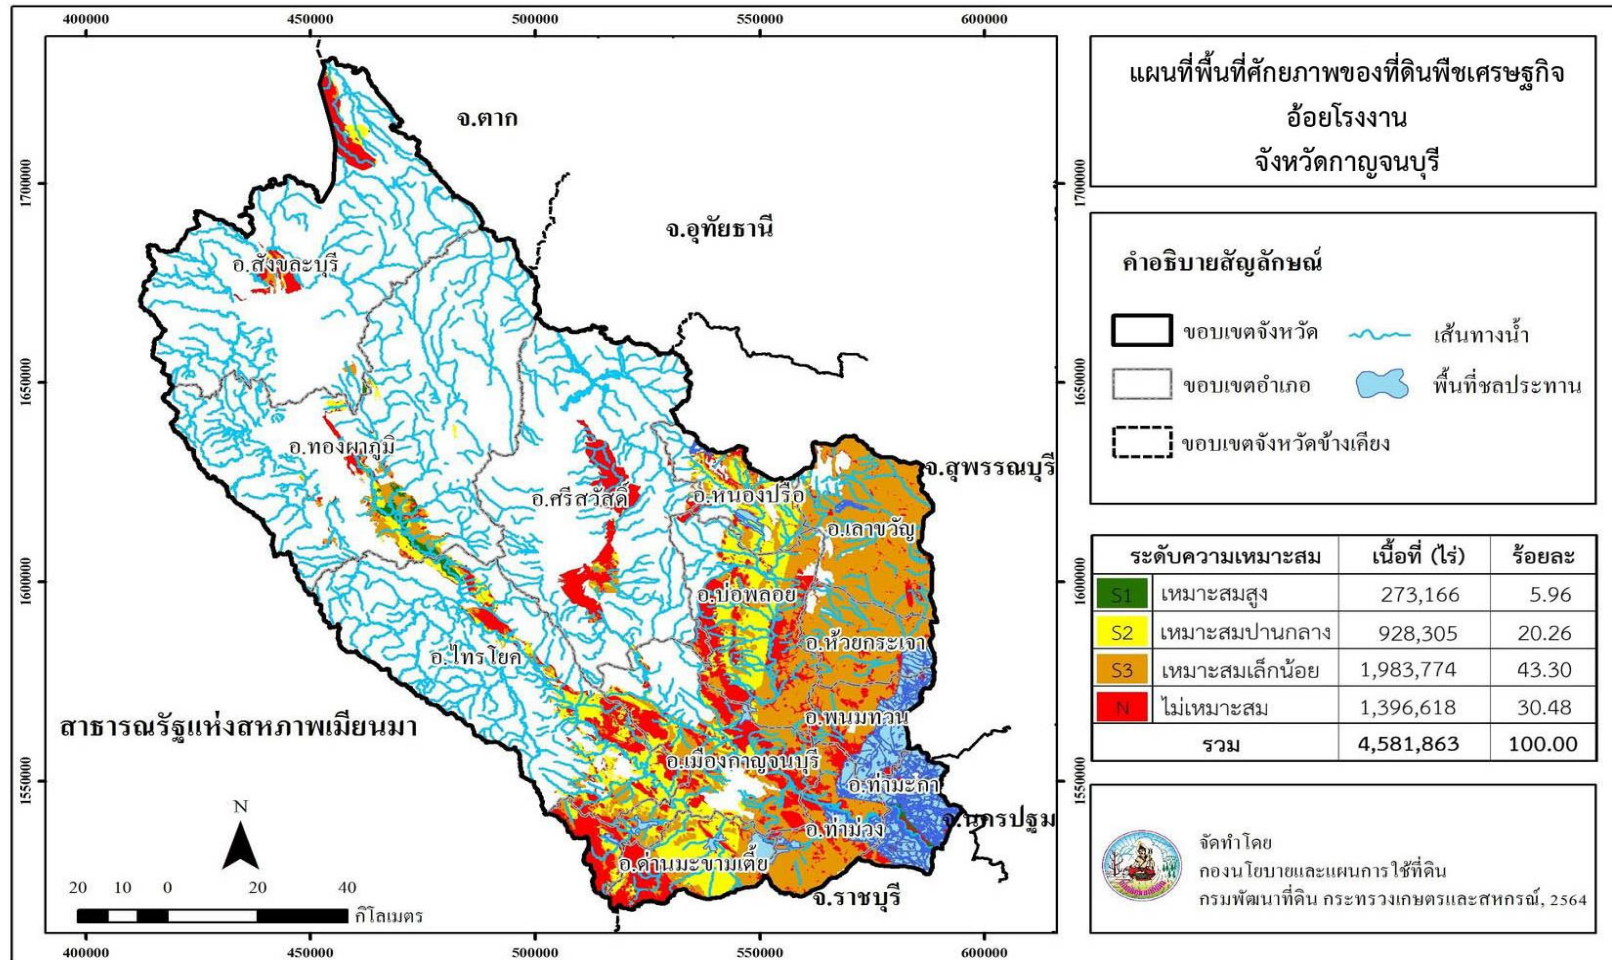 400000 450000 500000 550000 600000
แผนที่พื้นที่ศักยภาพของที่ดินพืชเศรษฐกิจ
อ้อยโรงงาน
จังหวัดกาญจนบุรี
จ.ตาก
1700000 1700000
จ.อุทัยธานี
อ.สังขละบุรี
คำอธิบายสัญลักษณ์
ขอบเขตจังหวัด เส้นทางน้ำ
ขอบเขตอำเภอ พื้นที่ชลประทาน
ขอบเขตจังหวัดข้างเคียง
1650000 1650000
อ.ทองผาภูมิ
จ.สุพรรณบุรี
อ.ศรีสวัสดิ์ อ.หนองปรือ
อ.เลาขวัญ
1600000 1600000
อ.บ่อพลอย
อ.ห้วยกระเจา
อ.ไทรโยค
อ.พนมทวน
สาธารณรัฐแห่งสหภาพเมียนมา
อ.เมืองกาญจนบุรี
1550000 1550000
อ.ท่ามะกา
จ.นครปฐม
อ.ท่าม่วง
อ.ด่านมะขามเตี้ย
จ.ราชบุรี
ระดับความเหมาะสม เนื้อที่ (ไร่) ร้อยละ
S1 เหมาะสมสูง 273,166 5.96
S2 เหมาะสมปานกลาง 928,305 20.26
S3 เหมาะสมเล็กน้อย 1,983,774 43.30
N ไม่เหมาะสม 1,396,618 30.48
รวม 4,581,863 100.00
N
20 10 0 20 40
กิโลเมตร
จัดทำโดย
กองนโยบายและแผนการใช้ที่ดิน
กรมพัฒนาที่ดิน กระทรวงเกษตรและสหกรณ์, 2564
400000 450000 500000 550000 600000